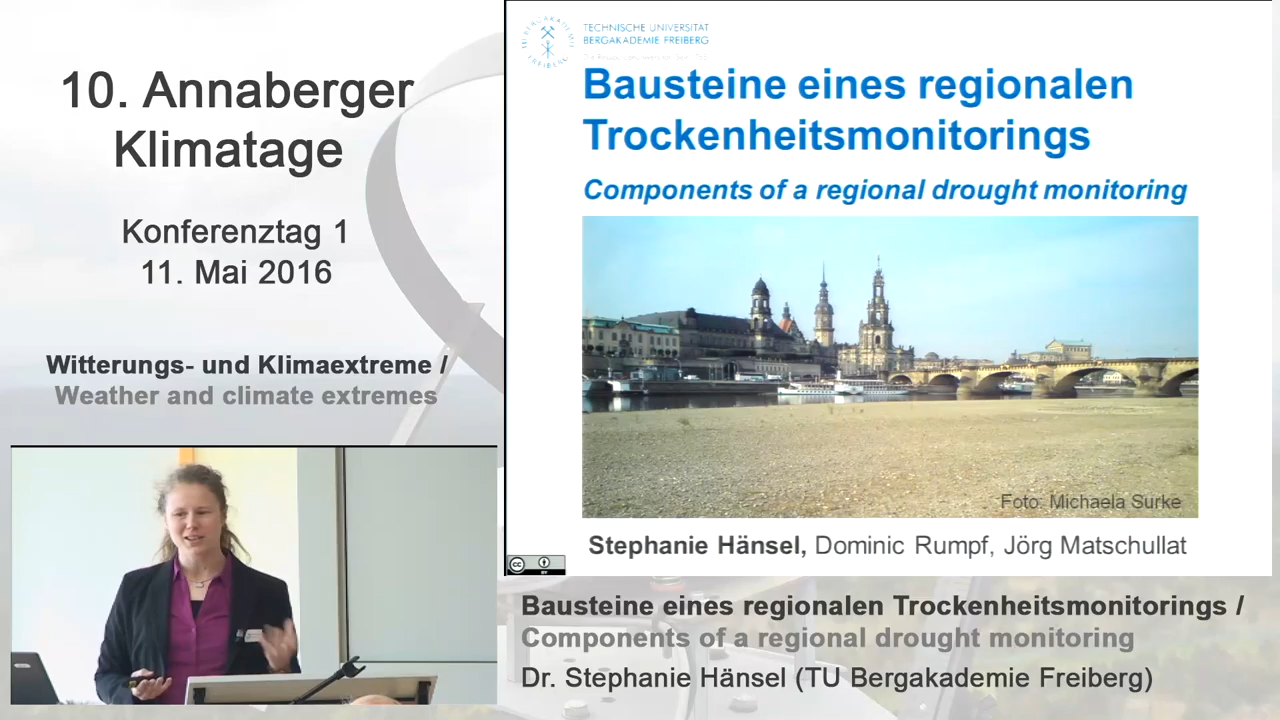 10. Annaberger
Klimatage
Konferenztag 1
11. Mai 2016
Witterungs- und Klimaextreme /
Weather and climate extremes
TECHNISCHE UNIVERSITÄT
BERGAKADEMIE FREIBERG
Bausteine eines regionalen
Trockenheitsmonitorings
Components of a regional drought monitoring
Foto: Michaela Surke
Stephanie Hänsel, Dominic Rumpf, Jörg Matschullat
cc
BY
Bausteine eines regionalen Trockenheitsmonitorings /
Components of a regional drought monitoring
Dr. Stephanie Hänsel (TU Bergakademie Freiberg)